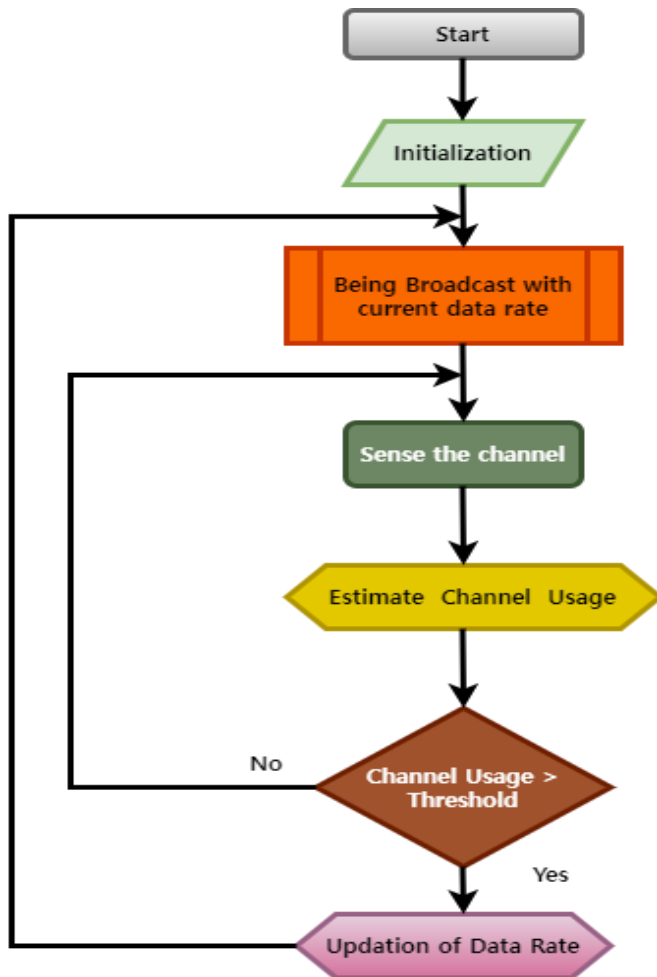 Start
Initialization
Being Broadcast with
current data rate
Sense the channel
Estimate Channel Usage
Channel Usage >
Threshold
No
Yes
Updation of Data Rate